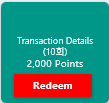 Transaction Details
(10회)
2,000 Points
Redeem